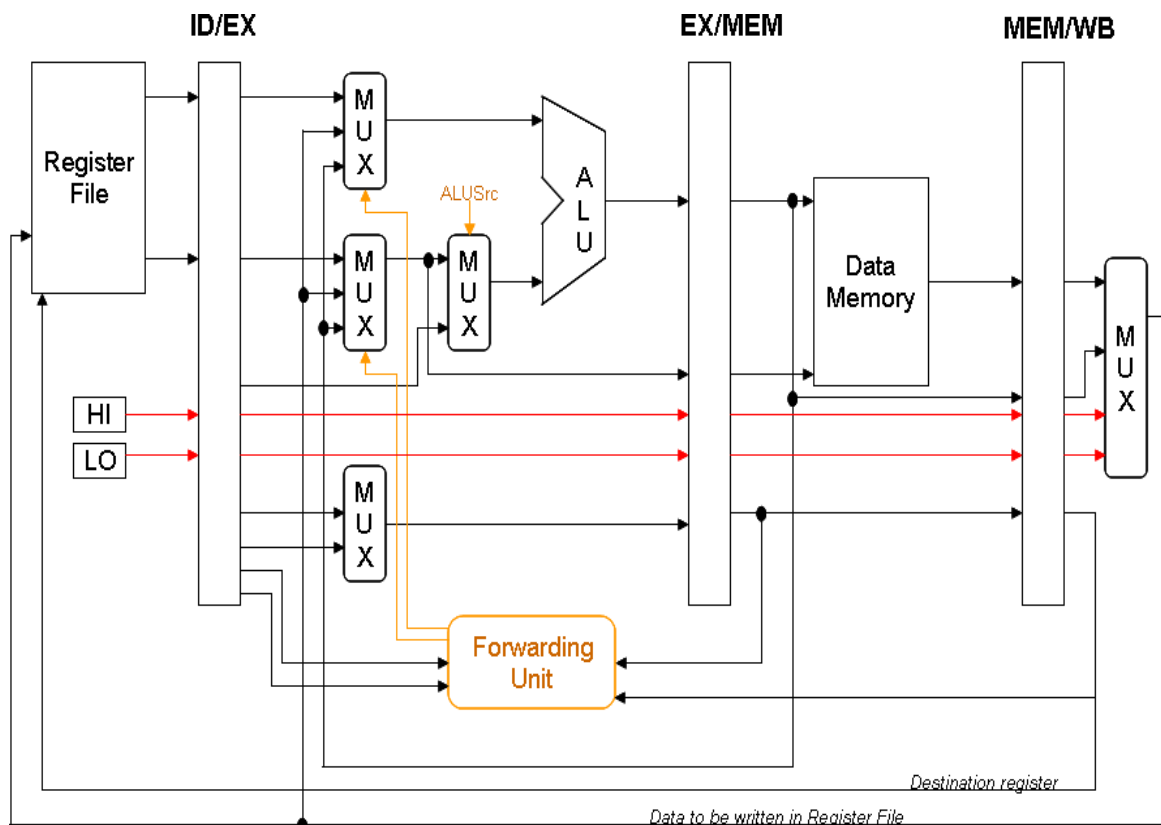 ID/EX
EX/MEM
MEM/WB
Register
File
M
U
X
ALUSrc
A
L
U
M
U
X
M
U
X
Data
Memory
M
U
X
HI
LO
M
U
X
Forwarding
Unit
Destination register
Data to be written in Register File